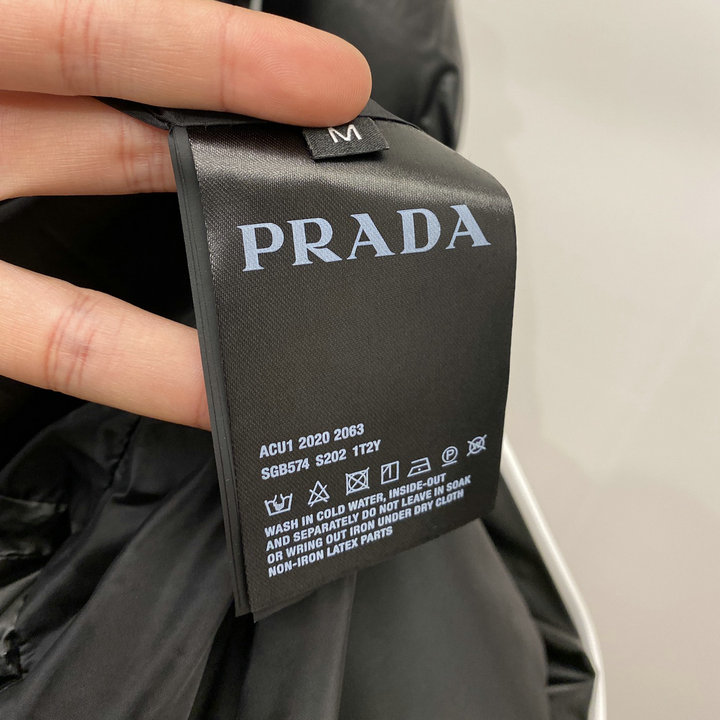 M
PRADA
ACU1 2020 2063
SGB574 S202 1T2Y
WASH IN COLD WATER, INSIDE-OUT
AND SEPARATELY DO NOT LEAVE IN SOAK
OR WRING OUT IRON UNDER DRY CLOTH
NON-IRON LATEX PARTS